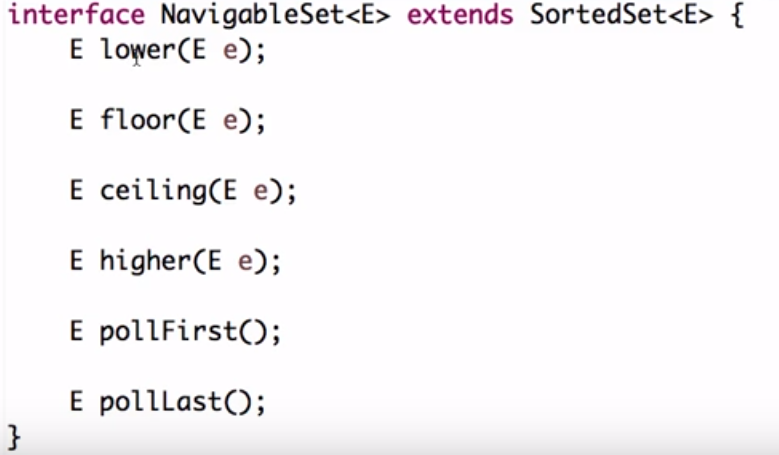 interface NavigableSet<E> extends SortedSet<E> {
E lower(E e);
E floor(E e);
E ceiling(E e);
E higher(E e);
E pollFirst();
E pollLast();
}